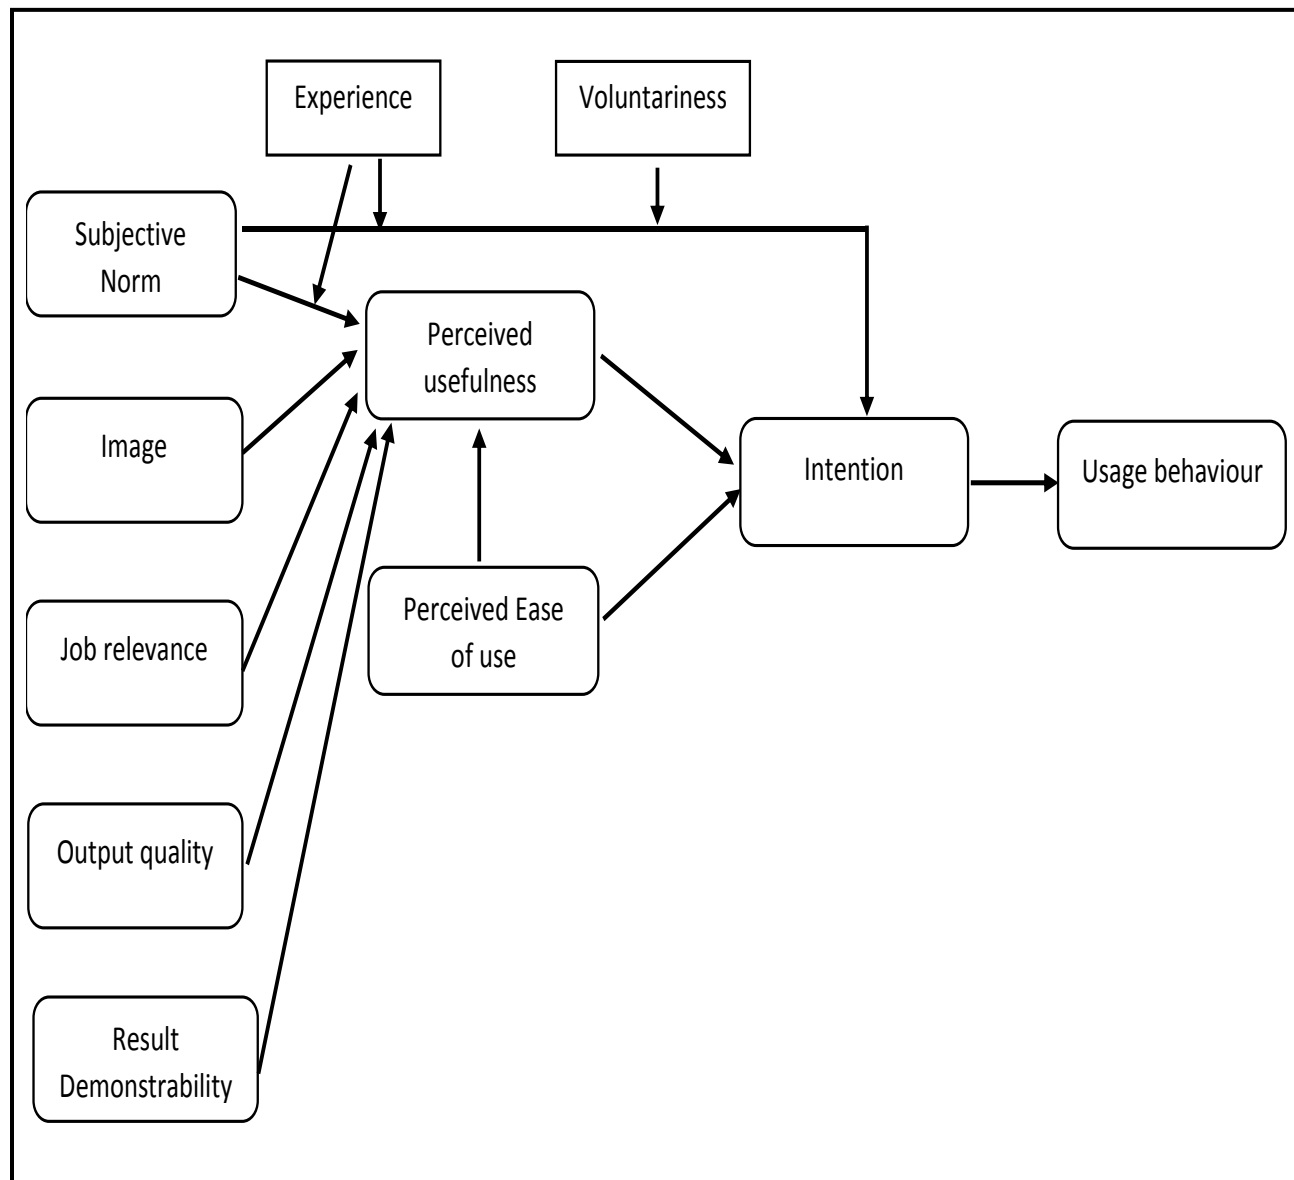 Experience
Voluntariness
Subjective
Norm
Perceived
usefulness
Image
Intention
Usage behaviour
Perceived Ease
of use
Job relevance
Output quality
Result
Demonstrability